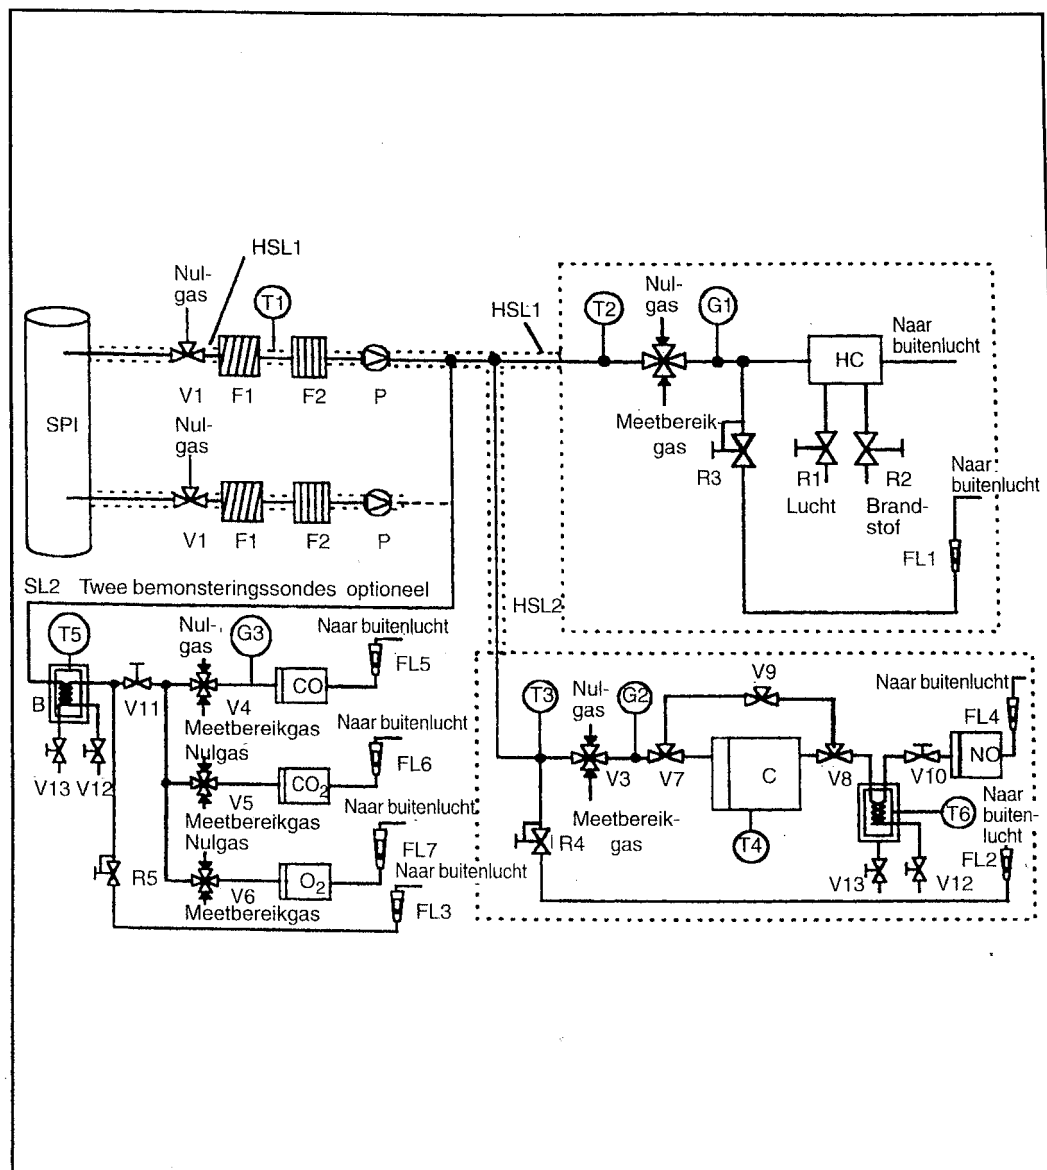 HSL1
Nul-
gas
T1
V1
F1
F2
P
SPI
Nul-
gas
V1
F1
F2
P
HSL1
T2
Nul-
gas
G1
Naar
buitenlucht
HC
Meetbereik-
gas
R3
R1
R2
Lucht
Brand-
stof
Naar
buitenlucht
FL1
SL2 Twee bemonsteringssondes optioneel
HSL2
T5
B
V13
V12
V11
Nul-
gas
G3
Naar buitenlucht
FL5
CO
V4
Meetbereikgas
Nulgas
Naar buitenlucht
FL6
CO2
V5
Meetbereikgas
Nulgas
Naar buitenlucht
FL7
O2
V6
Meetbereikgas
Naar buitenlucht
FL3
R5
T3
Nul-
gas
G2
V9
Naar buitenlucht
FL4
V3
V7
C
V8
V10
NO
Meetbereik-
gas
R4
T4
T6
Naar
buiten-
lucht
FL2
V13
V12